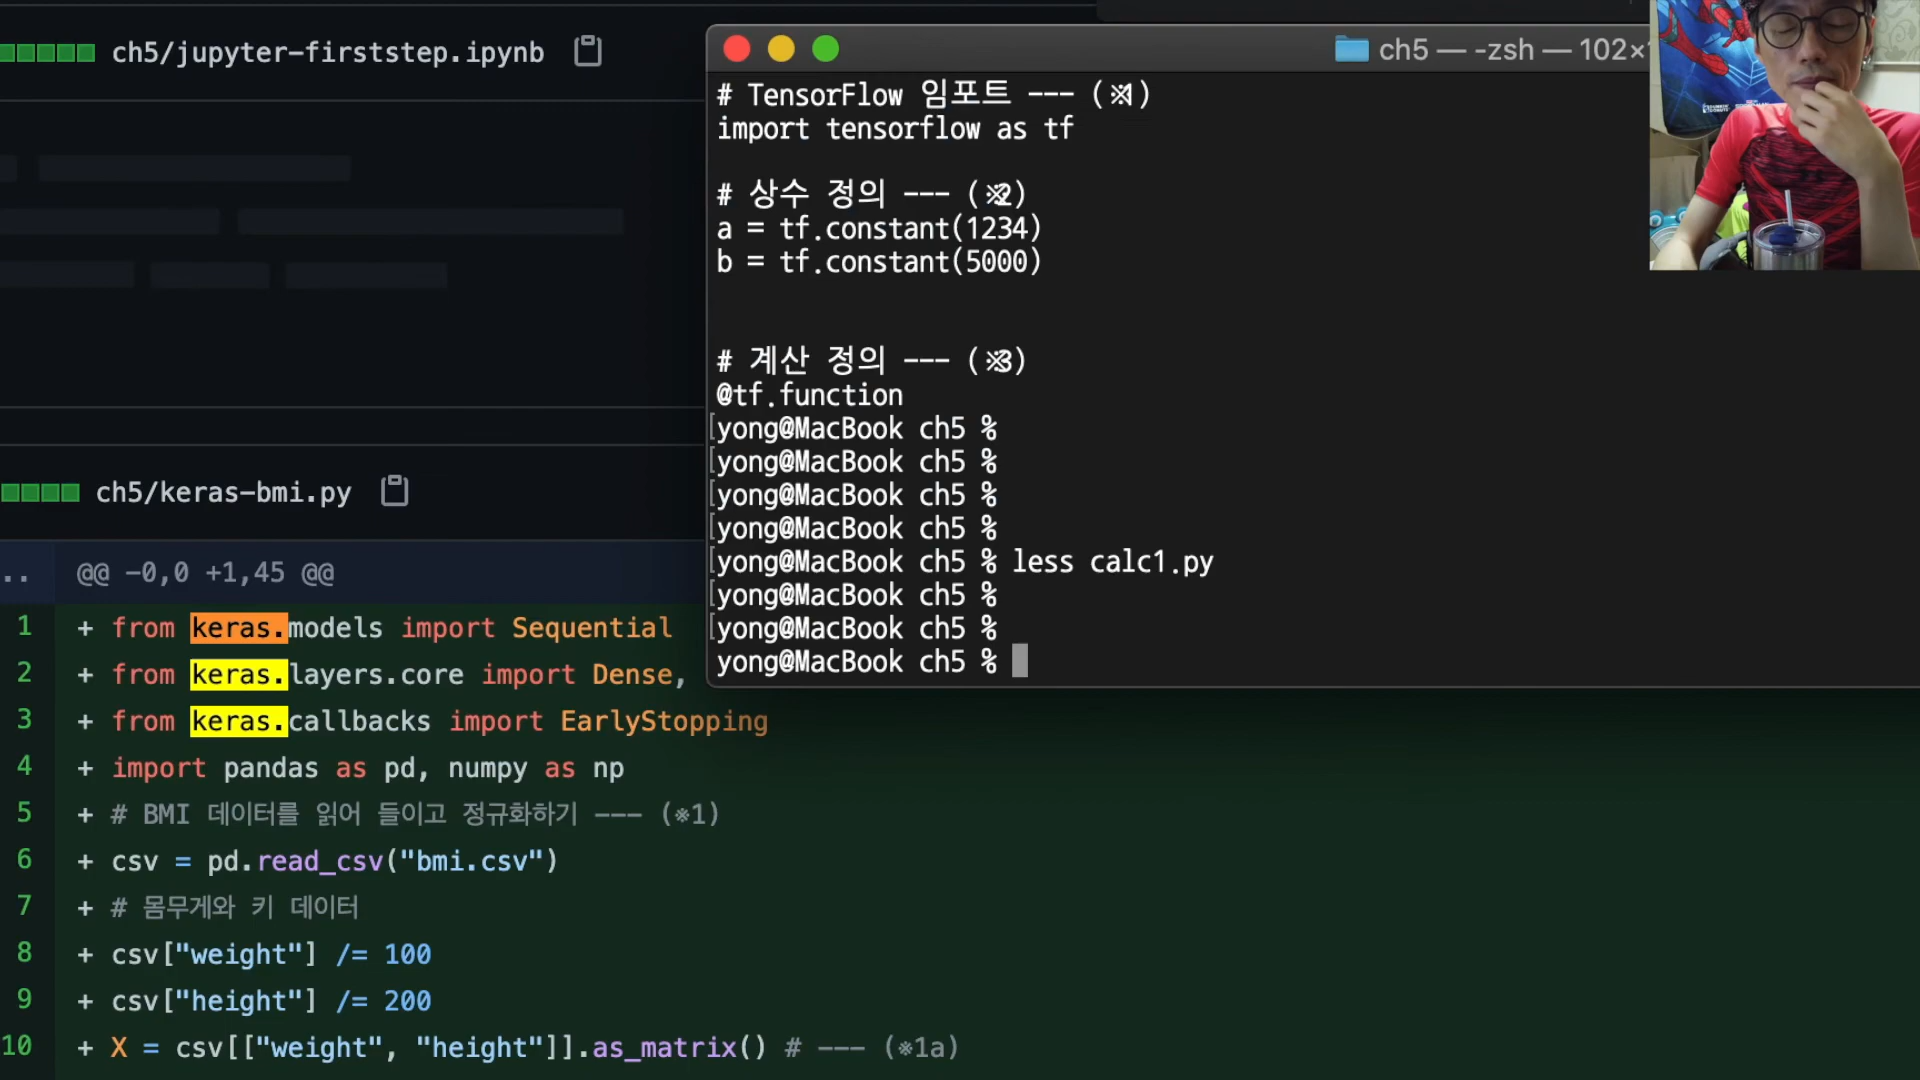 ch5/jupyter-firststep.ipynb
ch5/keras-bmi.py
@@ -0,0 +1,45 @@
1 + from keras.models import Sequential
2 + from keras.layers.core import Dense,
3 + from keras.callbacks import EarlyStopping
4 + import pandas as pd, numpy as np
5 + # BMI 데이터를 읽어 들이고 정규화하기 --- (※1)
6 + csv = pd.read_csv("bmi.csv")
7 + # 몸무게와 키 데이터
8 + csv["weight"] /= 100
9 + csv["height"] /= 200
10 + X = csv[["weight", "height"]].as_matrix() # --- (※1a)
ch5 — -zsh — 102×
# TensorFlow 임포트 --- (※1)
import tensorflow as tf
# 상수 정의 --- (※2)
a = tf.constant(1234)
b = tf.constant(5000)
# 계산 정의 --- (※3)
@tf.function
yong@MacBook ch5 %
yong@MacBook ch5 %
yong@MacBook ch5 %
yong@MacBook ch5 %
yong@MacBook ch5 % less calc1.py
yong@MacBook ch5 %
yong@MacBook ch5 %
yong@MacBook ch5 %